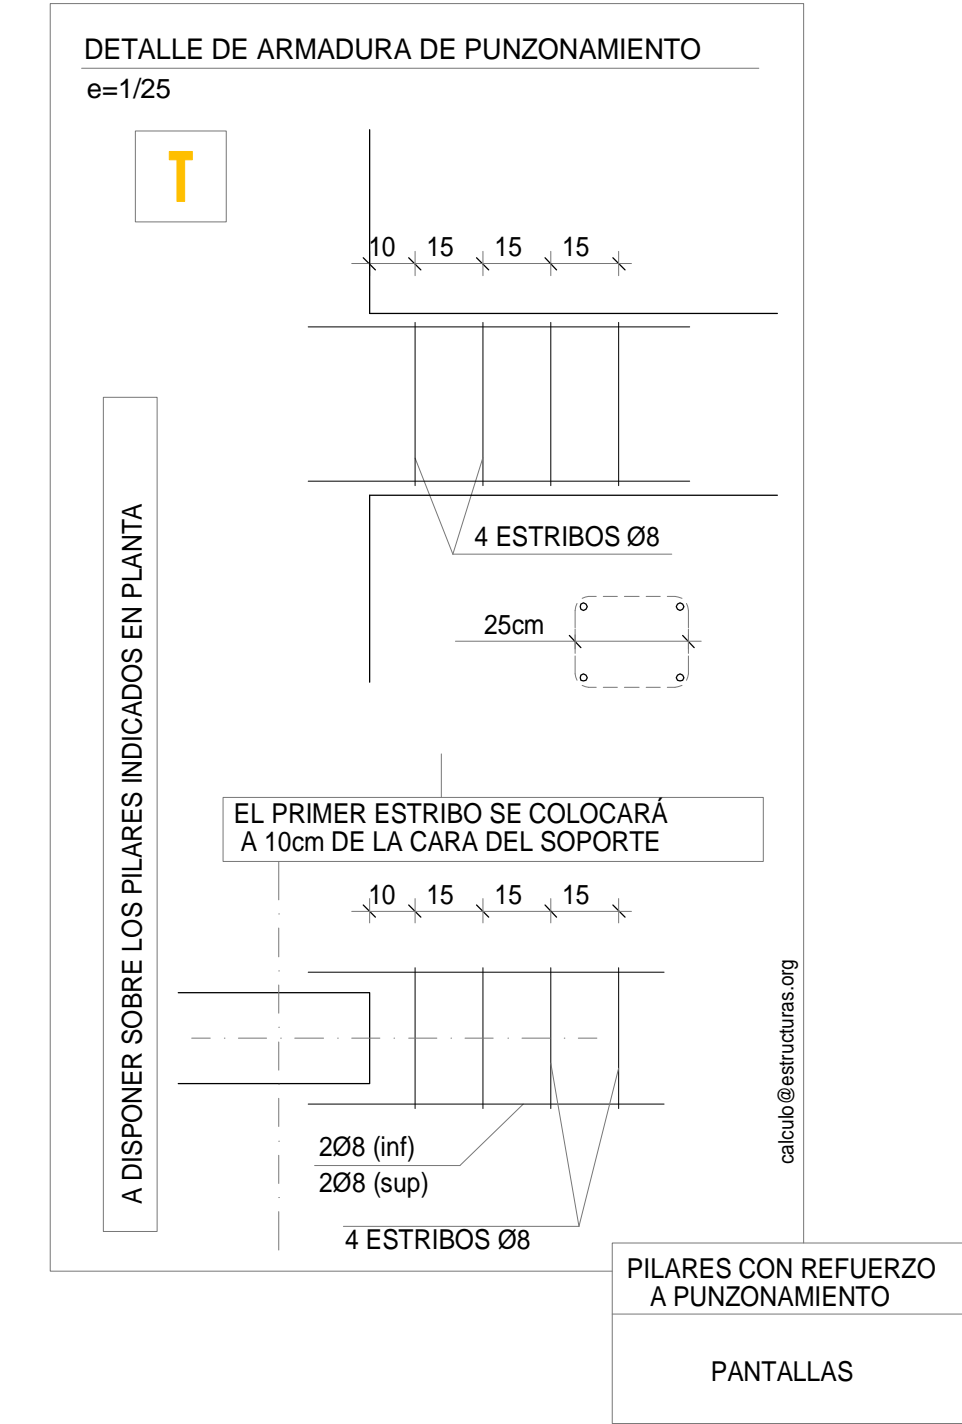 DETALLE DE ARMADURA DE PUNZONAMIENTO
e=1/25
T
10 15 15 15
4 ESTRIBOS Ø8
25cm
A DISPONER SOBRE LOS PILARES INDICADOS EN PLANTA
EL PRIMER ESTRIBO SE COLOCARÁ
A 10cm DE LA CARA DEL SOPORTE
10 15 15 15
calculo@estructuras.org
2Ø8 (inf)
2Ø8 (sup)
4 ESTRIBOS Ø8
PILARES CON REFUERZO
A PUNZONAMIENTO
PANTALLAS